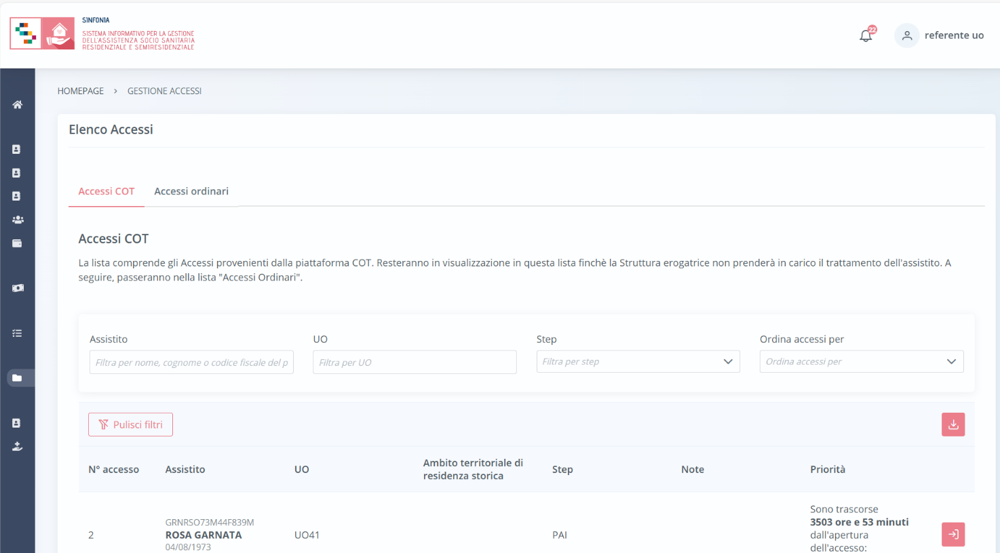 SINFONIA
SISTEMA INFORMATIVO PER LA GESTIONE
DELL'ASSISTENZA SOCIO SANITARIA
RESIDENZIALE E SEMIRESIDENZIALE
22
referente uo
HOMEPAGE > GESTIONE ACCESSI
Elenco Accessi
Accessi COT Accessi ordinari
Accessi COT
La lista comprende gli Accessi provenienti dalla piattaforma COT. Resteranno in visualizzazione in questa lista finchè la Struttura erogatrice non prenderà in carico il trattamento dell'assistito. A
seguire, passeranno nella lista "Accessi Ordinari".
Assistito UO Step Ordina accessi per
Filtra per nome, cognome o codice fiscale del p Filtra per UO Filtra per step Ordina accessi per
Pulisci filtri
N° accesso Assistito UO Ambito territoriale di residenza storica Step Note Priorità
2
GRNRSO73M44F839M
ROSA GARNATA
04/08/1973
UO41
PAI
Sono trascorse
3503 ore e 53 minuti
dall'apertura
dell'accesso: